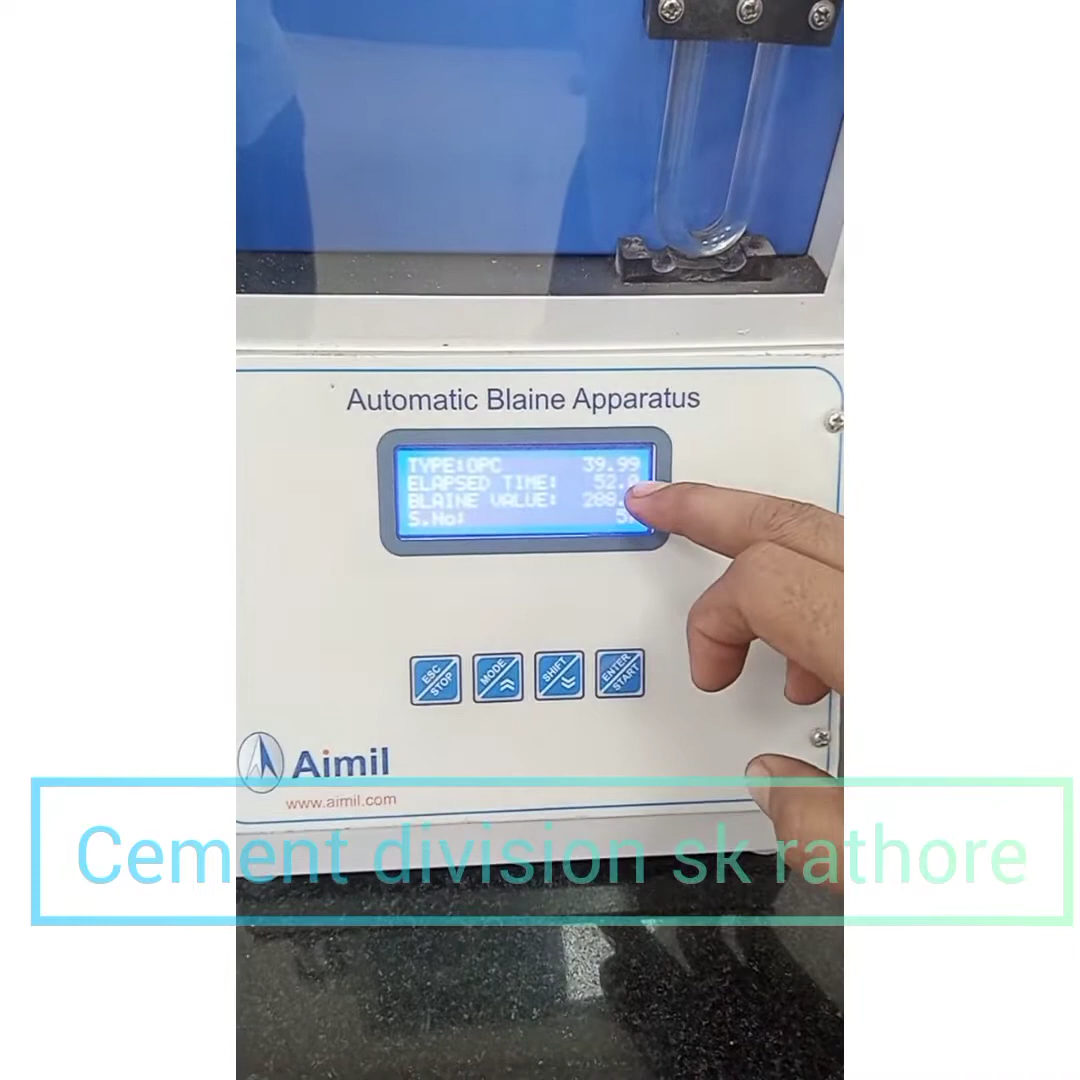 Automatic Blaine Apparatus
TYPE:OPC 39.99
ELAPSED TIME: 52.0
BLAINE VALUE:
S.No:
ESC STOP
MODE
SHIFT
ENTER START
Aimil
www.aimil.com
Cement division sk rathore